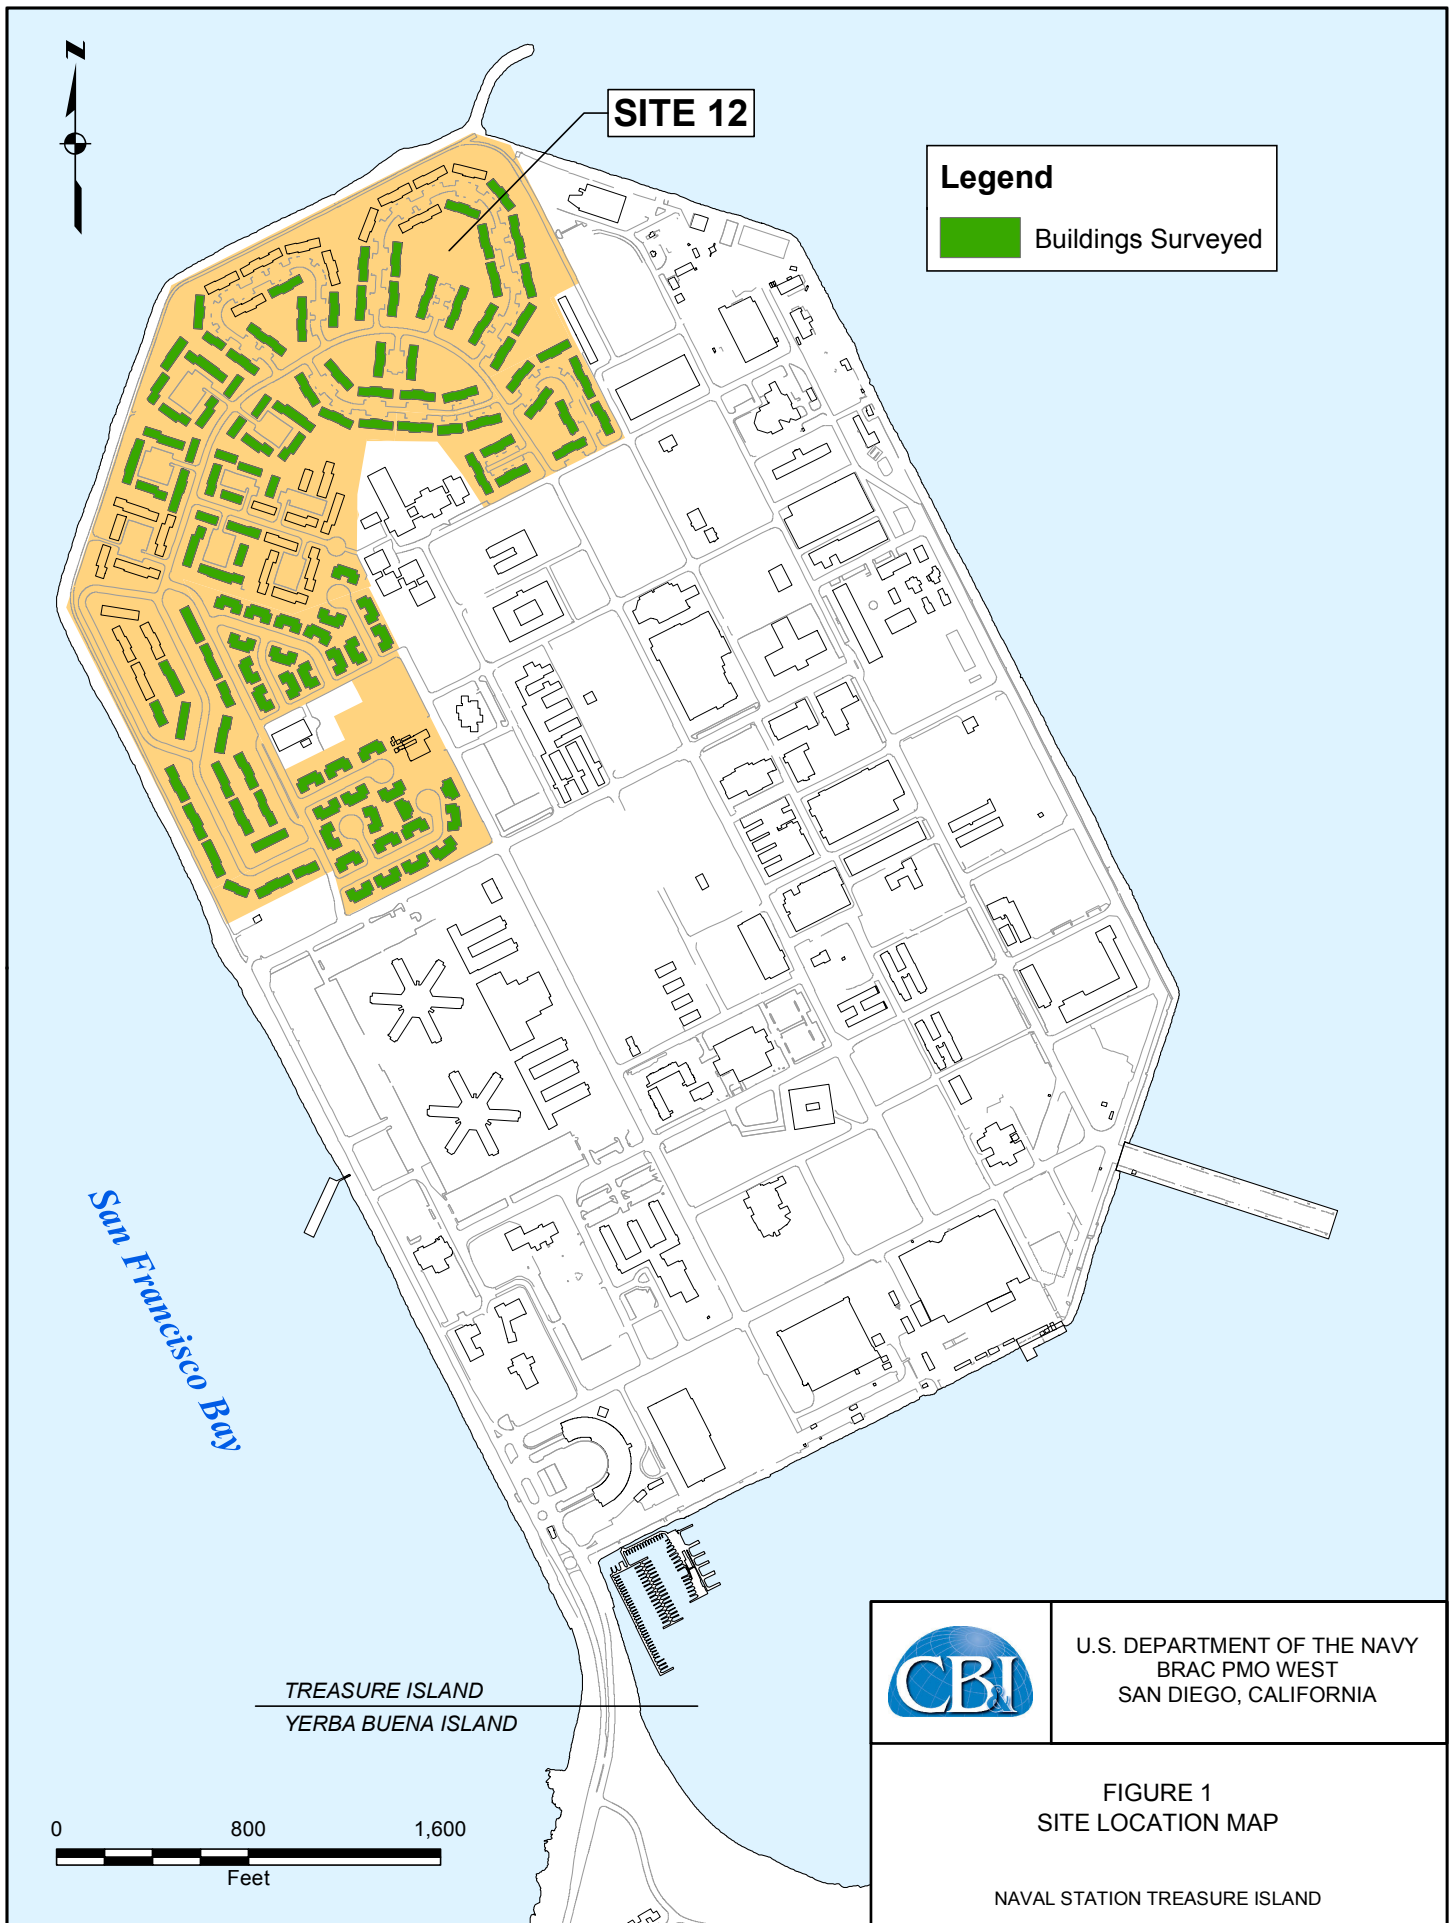 N
SITE 12
Legend
Buildings Surveyed
San Francisco Bay
TREASURE ISLAND
YERBA BUENA ISLAND
0 800 1,600
Feet
CB&I
U.S. DEPARTMENT OF THE NAVY
BRAC PMO WEST
SAN DIEGO, CALIFORNIA
FIGURE 1
SITE LOCATION MAP
NAVAL STATION TREASURE ISLAND